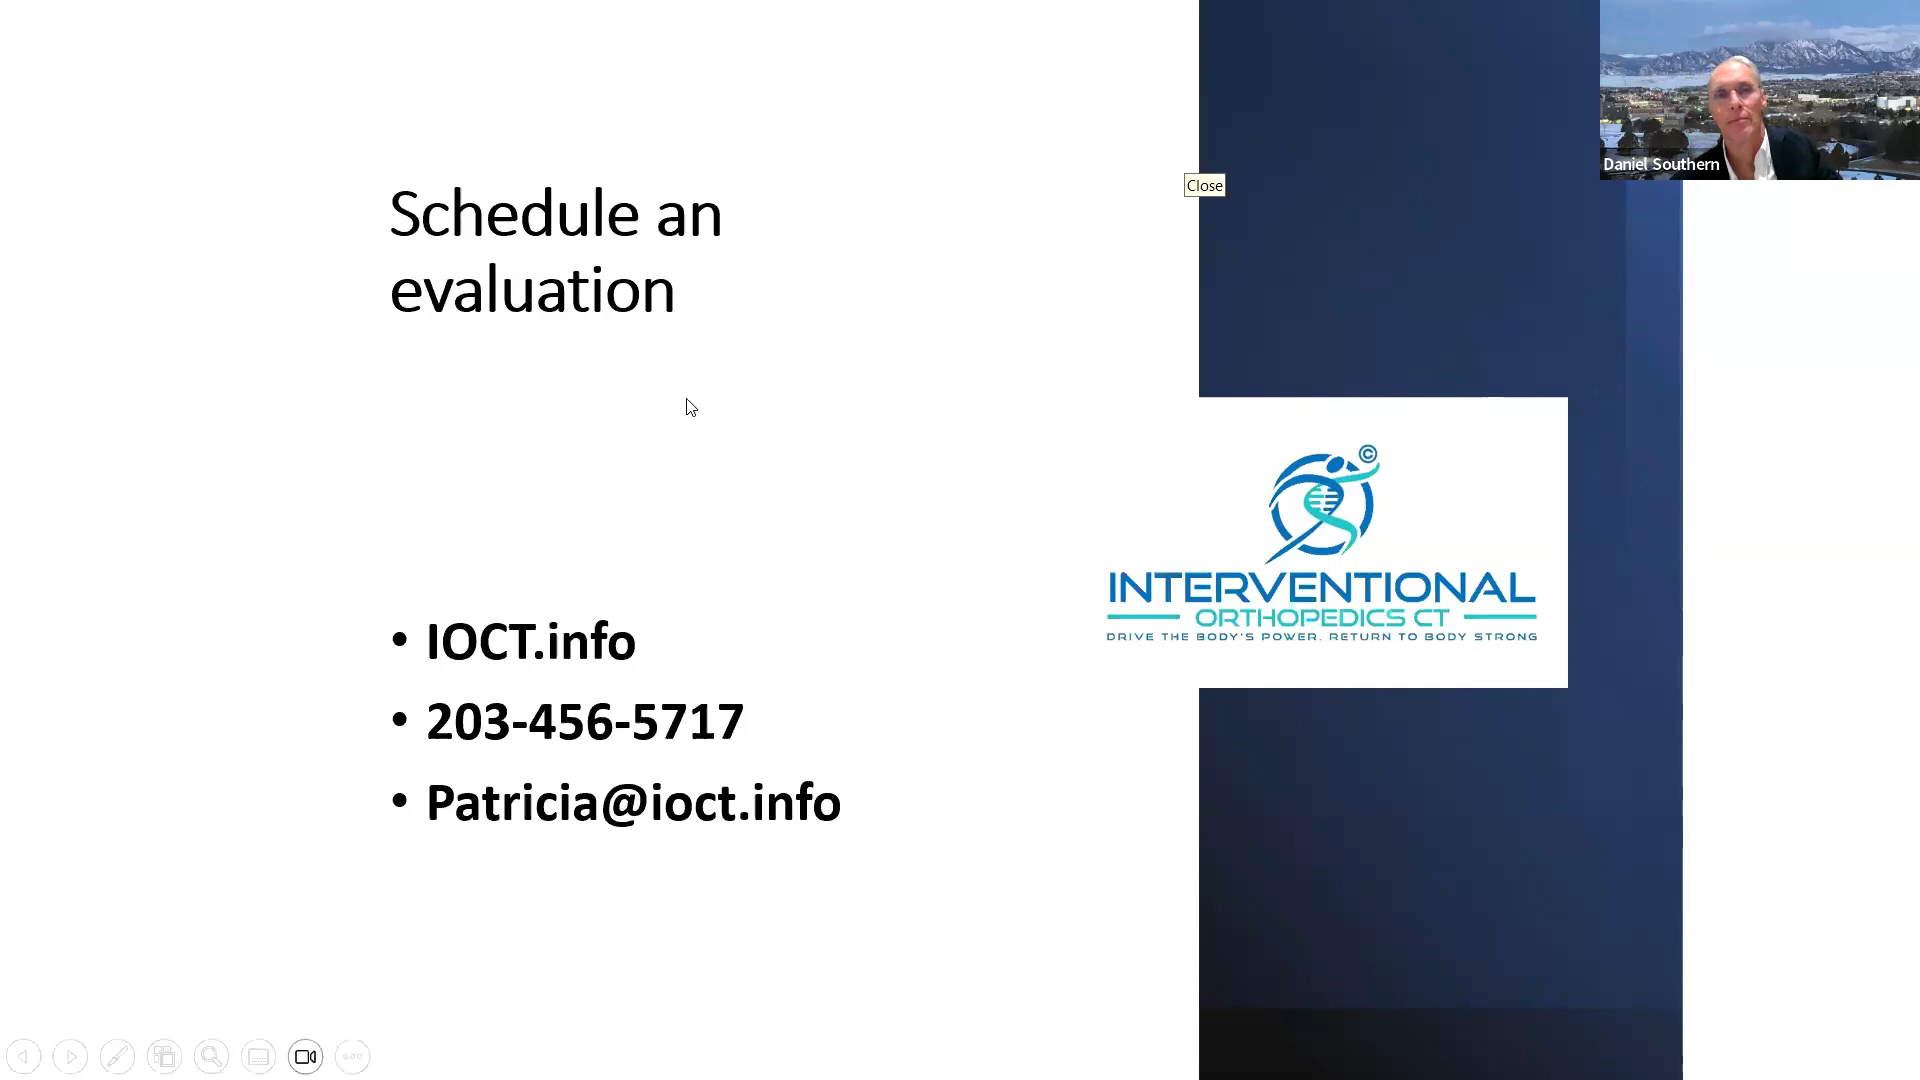 Schedule an
evaluation
• IOCT.info
• 203-456-5717
• Patricia@ioct.info
Close
©
INTERVENTIONAL
ORTHOPEDICS CT
DRIVE THE BODY'S POWER. RETURN TO BODY STRONG
Daniel Southern